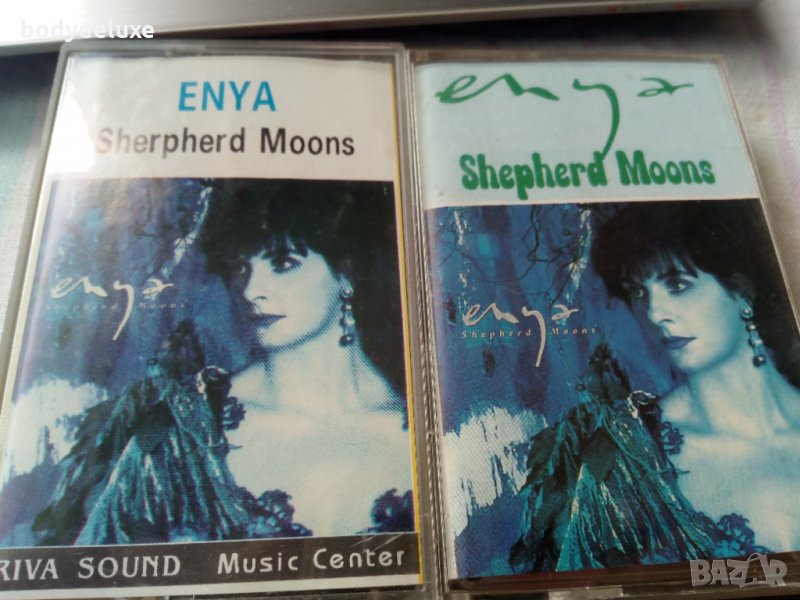 bodydeluxe
ENYA
Sherpherd Moons
enya
Shepherd Moons
RIVA SOUND Music Center
enya
Shepherd Moons
enya
Shepherd Moons
BAZAR